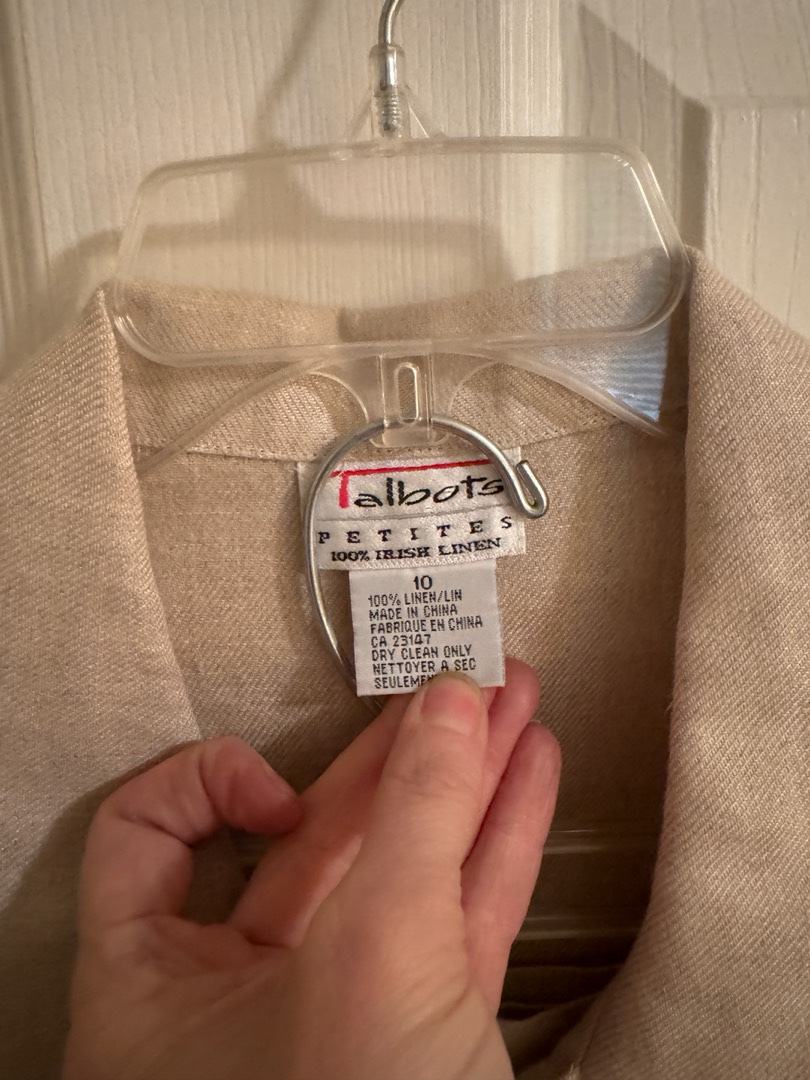 Talbots
PETITES
100% IRISH LINEN
10
100% LINEN/LIN
MADE IN CHINA
FABRIQUE EN CHINA
CA 23147
DRY CLEAN ONLY
NETTOYER A SEC